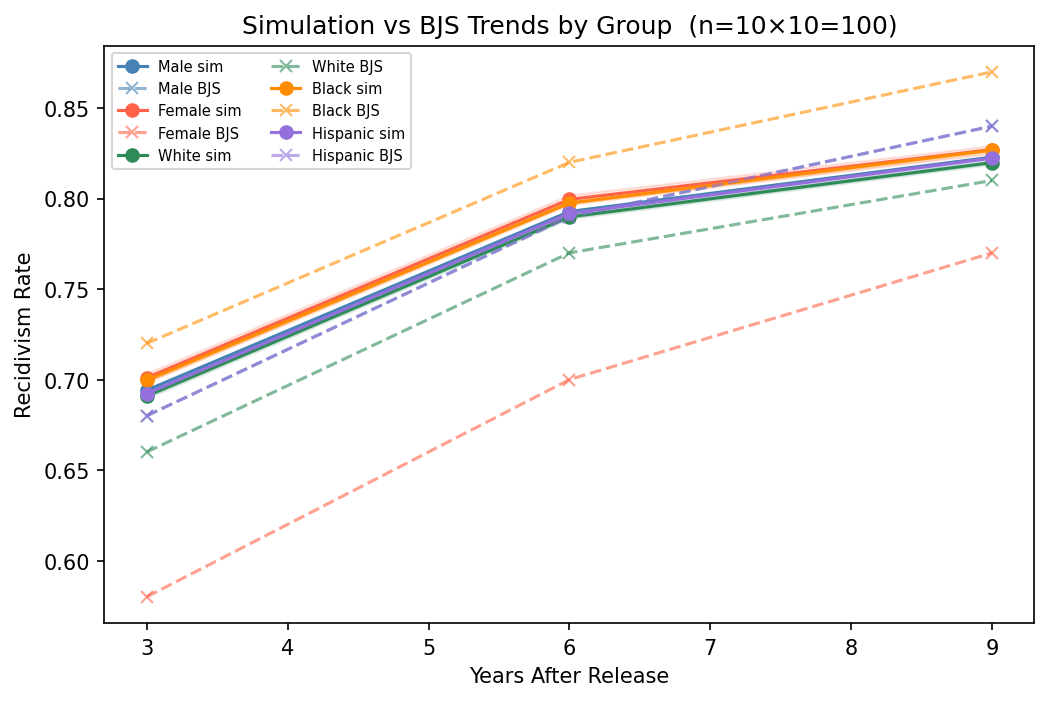 Simulation vs BJS Trends by Group  (n=10×10=100)
Male sim
Male BJS
Female sim
Female BJS
White sim
White BJS
Black sim
Black BJS
Hispanic sim
Hispanic BJS
Recidivism Rate
0.85
0.80
0.75
0.70
0.65
0.60
3 4 5 6 7 8 9
Years After Release